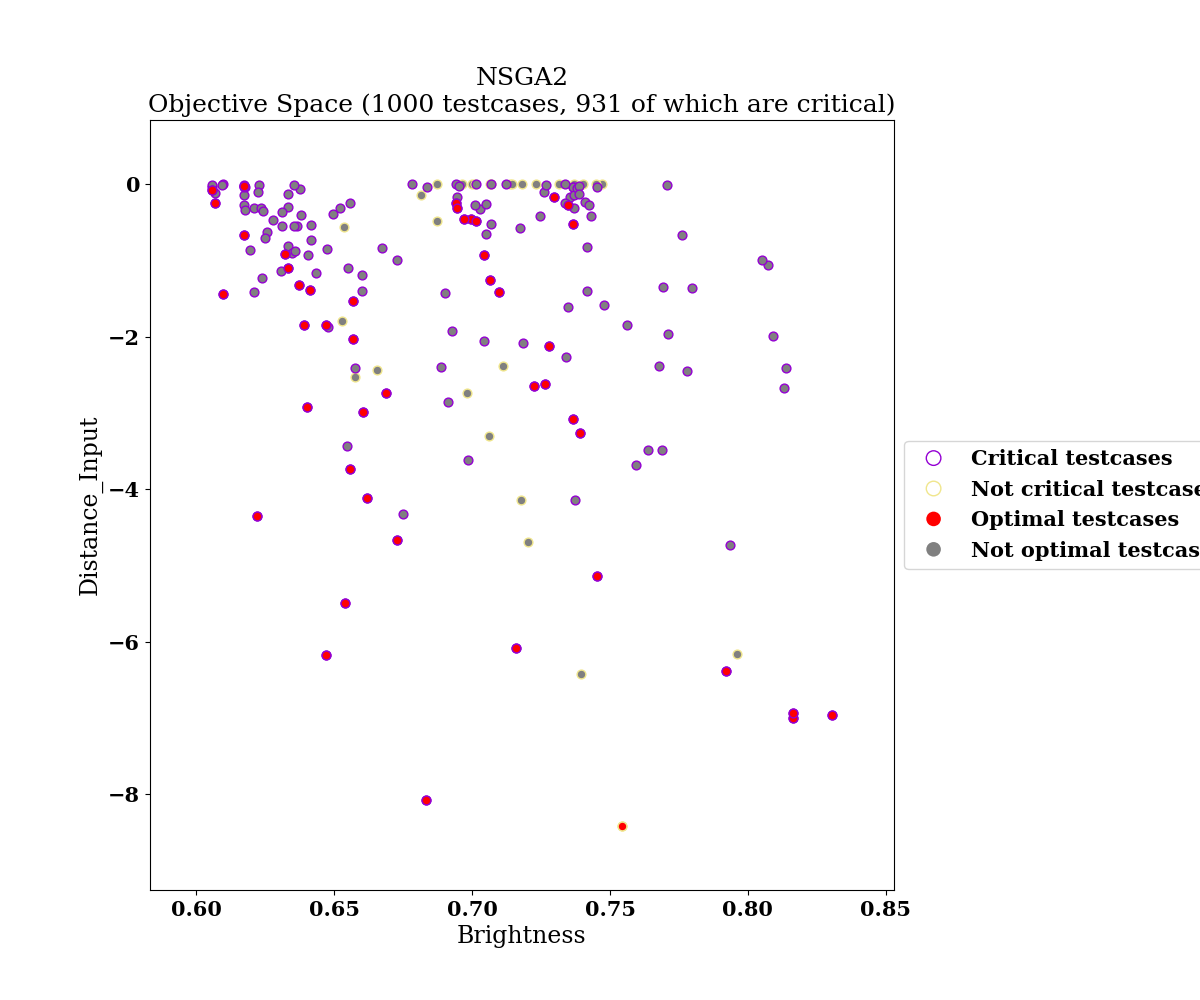 NSGA2
Objective Space (1000 testcases, 931 of which are critical)
0
−2
−4
−6
−8
Distance_Input
0.60 0.65 0.70 0.75 0.80 0.85
Brightness
Critical testcases
Not critical testcase
Optimal testcases
Not optimal testcas